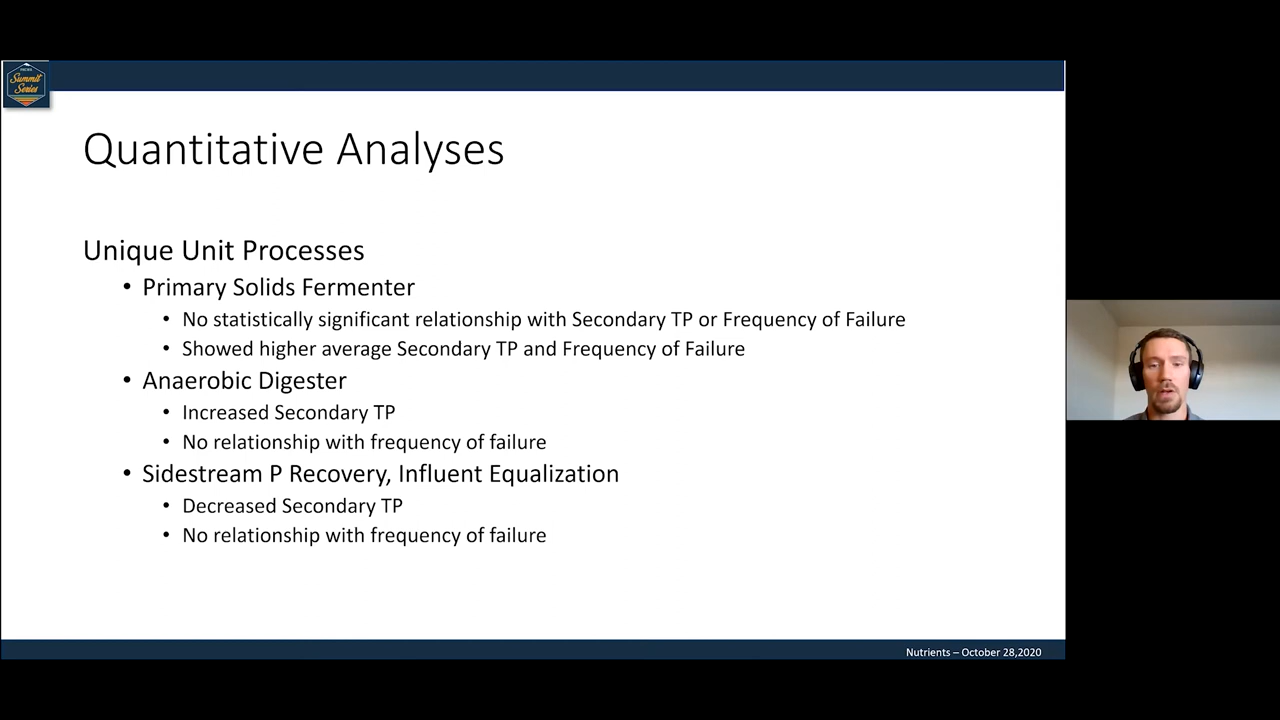 Summit
Series
Quantitative Analyses
Unique Unit Processes
• Primary Solids Fermenter
• No statistically significant relationship with Secondary TP or Frequency of Failure
• Showed higher average Secondary TP and Frequency of Failure
• Anaerobic Digester
• Increased Secondary TP
• No relationship with frequency of failure
• Sidestream P Recovery, Influent Equalization
• Decreased Secondary TP
• No relationship with frequency of failure
Nutrients – October 28,2020